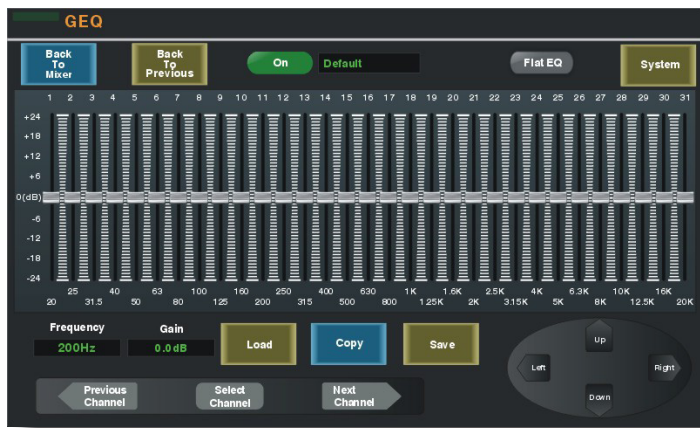 GEQ
Back
To
Mixer
Back
To
Previous
On
Default
Flat EQ
System
1 2 3 4 5 6 7 8 9 10 11 12 13 14 15 16 17 18 19 20 21 22 23 24 25 26 27 28 29 30 31
+24
+18
+12
+6
0(dB)
-6
-12
-18
-24
25 40 63 100 160 250 400 630 1K 1.6K 2.5K 4K 6.3K 10K 16K
20 31.5 50 80 125 200 315 500 800 1.25K 2K 3.15K 5K 8K 12.5K 20K
Frequency
Gain
200Hz
0.0dB
Load
Copy
Save
Up
Left
Right
Down
Previous
Channel
Select
Channel
Next
Channel